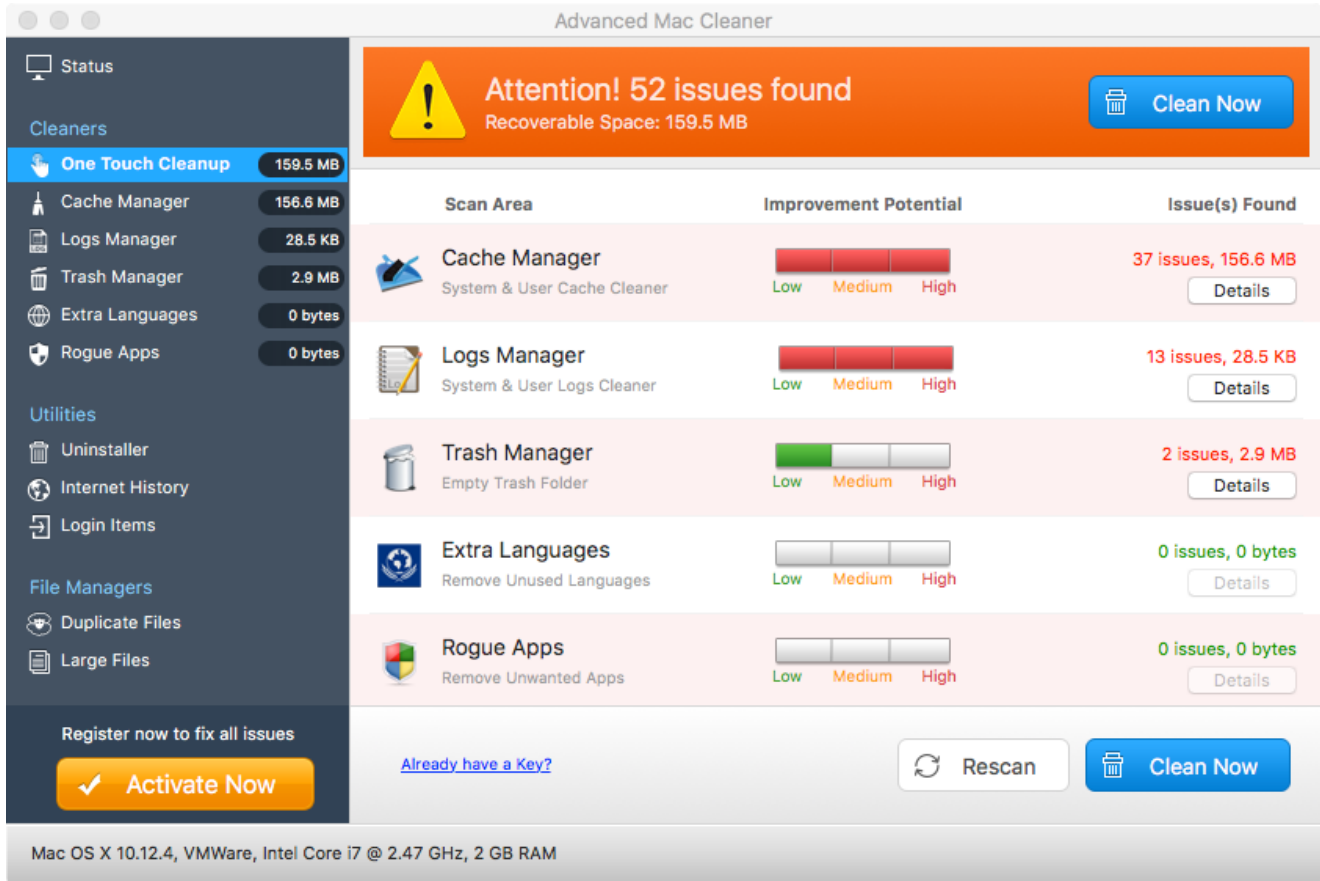 Advanced Mac Cleaner
Status
Cleaners
One Touch Cleanup 159.5 MB
Cache Manager 156.6 MB
Logs Manager 28.5 KB
Trash Manager 2.9 MB
Extra Languages 0 bytes
Rogue Apps 0 bytes
Utilities
Uninstaller
Internet History
Login Items
File Managers
Duplicate Files
Large Files
Register now to fix all issues
Activate Now
Attention! 52 issues found
Recoverable Space: 159.5 MB
Clean Now
Scan Area Improvement Potential Issue(s) Found
Cache Manager
System & User Cache Cleaner
Low Medium High
37 issues, 156.6 MB
Details
Logs Manager
System & User Logs Cleaner
Low Medium High
13 issues, 28.5 KB
Details
Trash Manager
Empty Trash Folder
Low Medium High
2 issues, 2.9 MB
Details
Extra Languages
Remove Unused Languages
Low Medium High
0 issues, 0 bytes
Details
Rogue Apps
Remove Unwanted Apps
Low Medium High
0 issues, 0 bytes
Details
Already have a Key?
Rescan
Clean Now
Mac OS X 10.12.4, VMWare, Intel Core i7 @ 2.47 GHz, 2 GB RAM